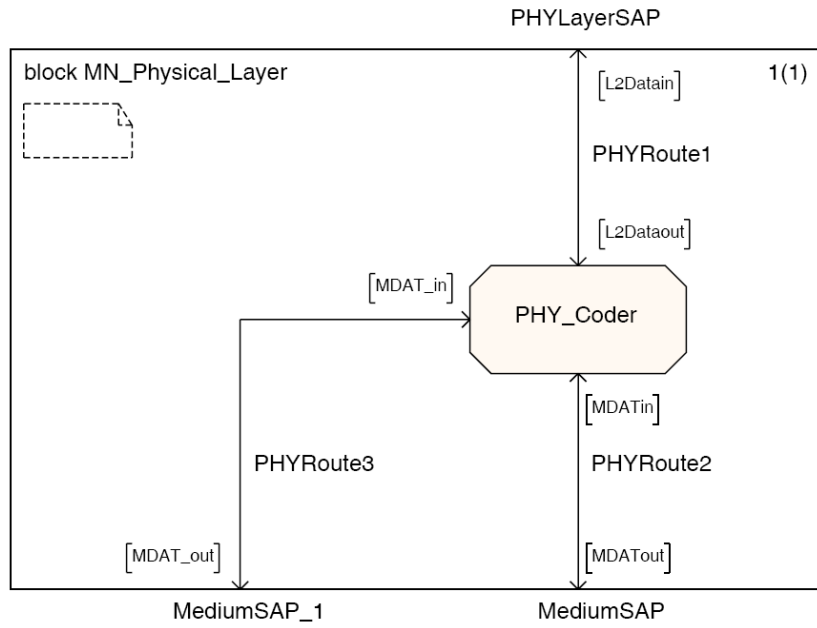 PHYLayerSAP
block MN_Physical_Layer
1(1)
[L2Datain]
PHYRoute1
[L2Dataout]
[MDAT_in]
PHY_Coder
[MDATin]
PHYRoute3
PHYRoute2
[MDAT_out]
[MDATout]
MediumSAP_1
MediumSAP